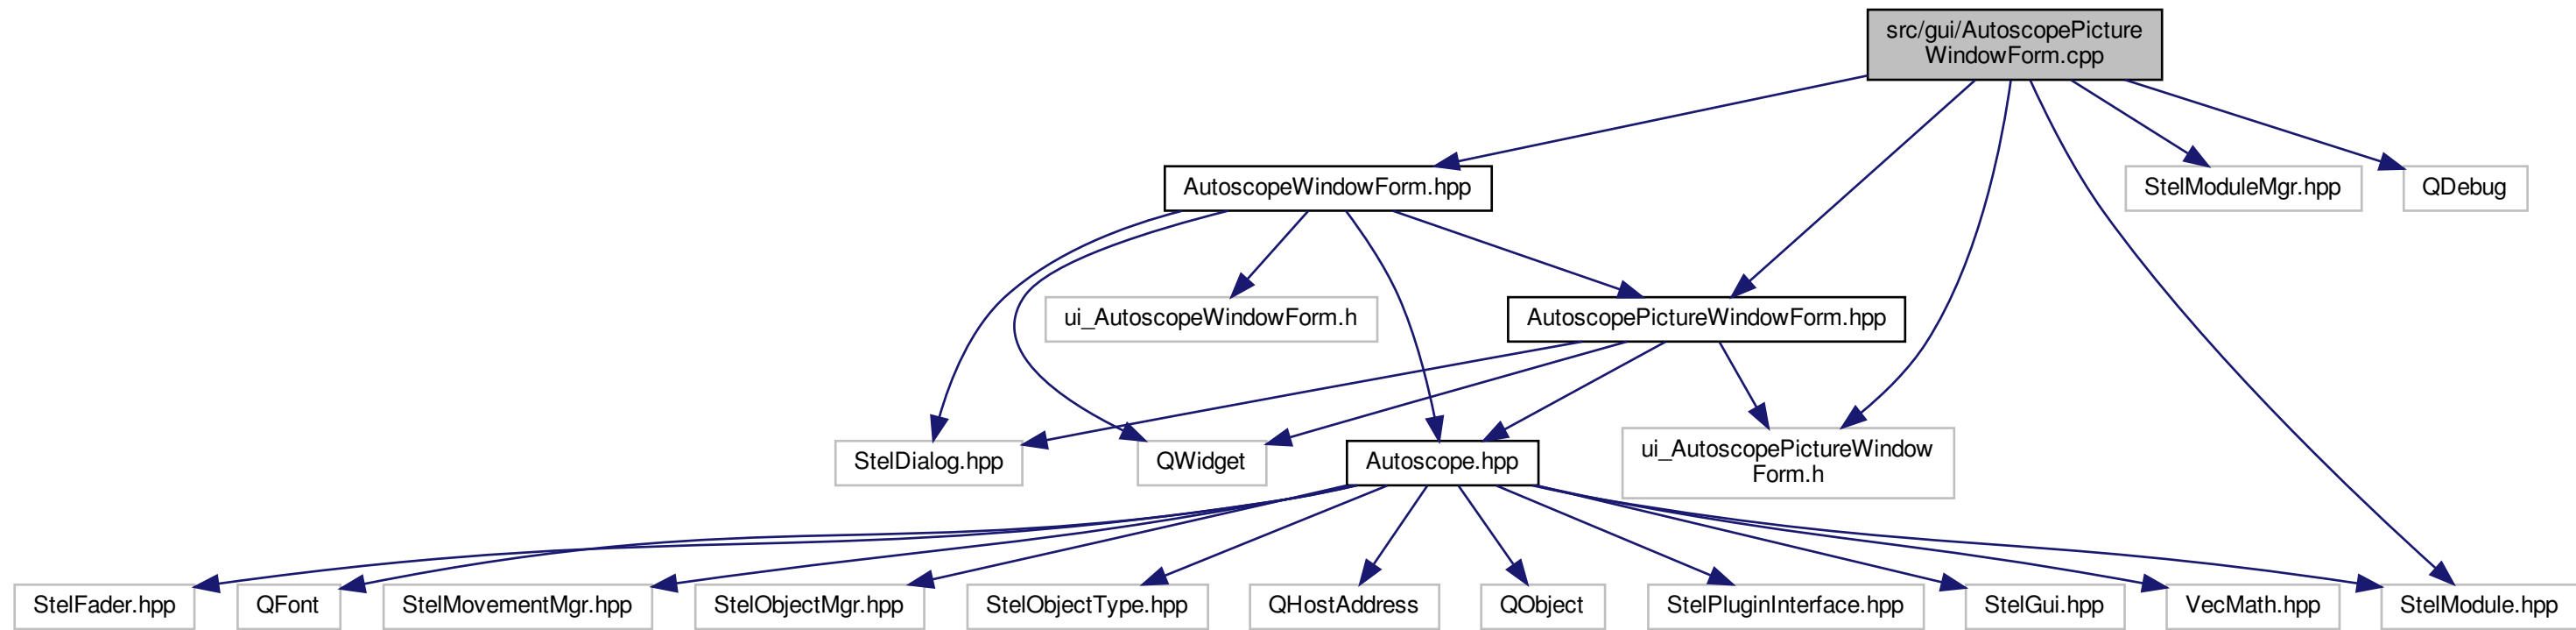 src/gui/AutoscopePicture
WindowForm.cpp
AutoscopeWindowForm.hpp
StelModuleMgr.hpp
QDebug
ui_AutoscopeWindowForm.h
AutoscopePictureWindowForm.hpp
StelDialog.hpp
QWidget
Autoscope.hpp
ui_AutoscopePictureWindow
Form.h
StelFader.hpp
QFont
StelMovementMgr.hpp
StelObjectMgr.hpp
StelObjectType.hpp
QHostAddress
QObject
StelPluginInterface.hpp
StelGui.hpp
VecMath.hpp
StelModule.hpp